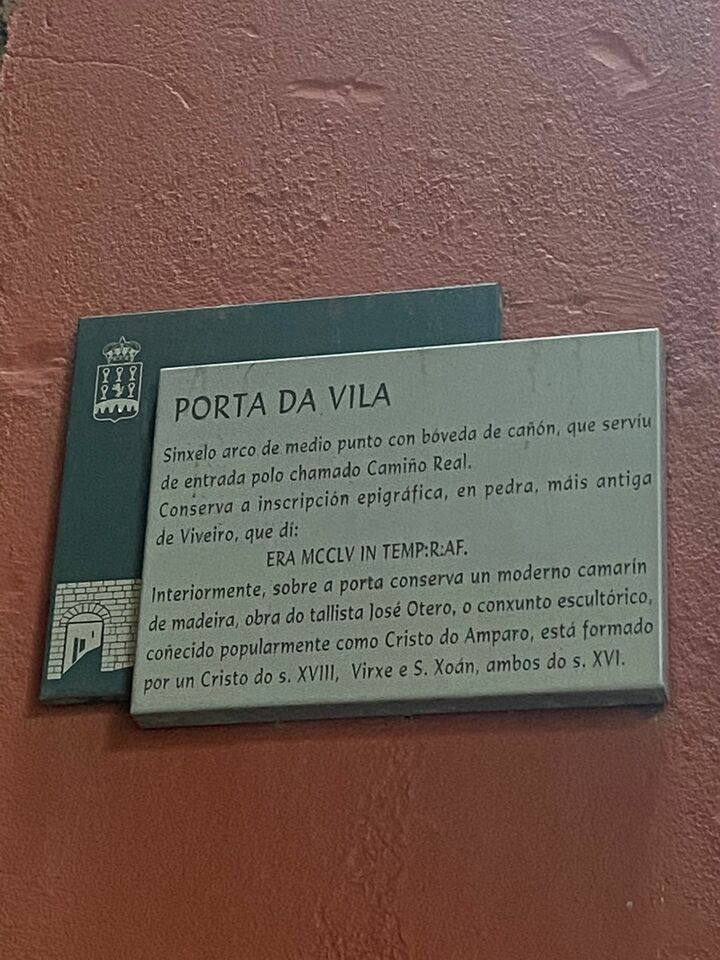 PORTA DA VILA
Sinxelo arco de medio punto con bóveda de cañón, que serviu
de entrada polo chamado Camiño Real.
Conserva a inscripción epigráfica, en pedra, máis antiga
de Viveiro, que di:
ERA MCCLV IN TEMP:R:AF.
Interiormente, sobre a porta conserva un moderno camarín
de madeira, obra do tallista José Otero, o conxunto escultórico,
coñecido popularmente como Cristo do Amparo, está formado
por un Cristo do s. XVIII, Virxe e S. Xoán, ambos do s. XVI.